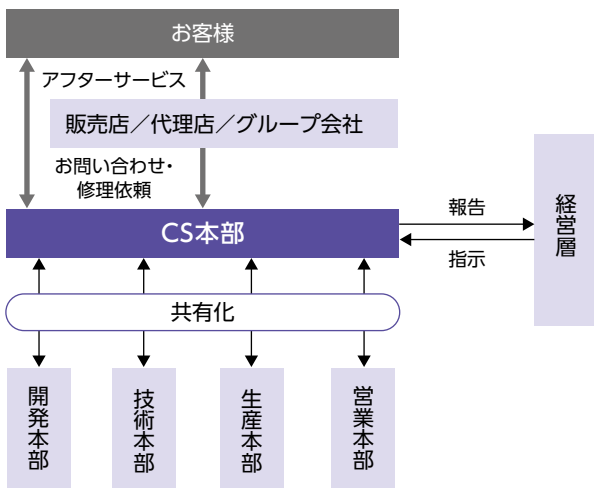 お客様
アフターサービス
販売店／代理店／グループ会社
お問い合わせ・
修理依頼
CS本部
報告
指示
経営層
共有化
開発本部
技術本部
生産本部
営業本部